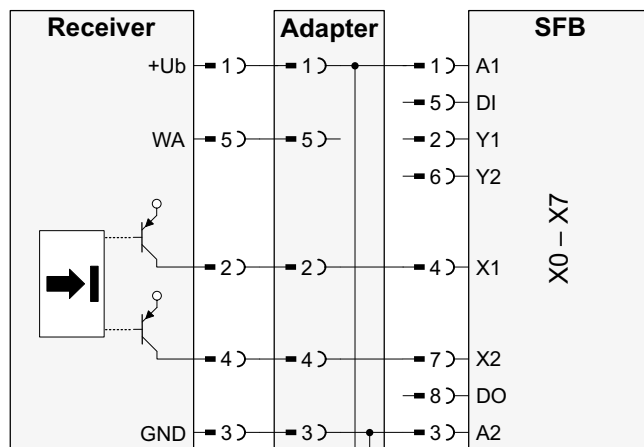 Receiver Adapter SFB
+Ub 1 1 1 A1
5 DI
WA 5 5 2 Y1
6 Y2
X0 – X7
2 2 4 X1
4 4 7 X2
8 DO
GND 3 3 3 A2